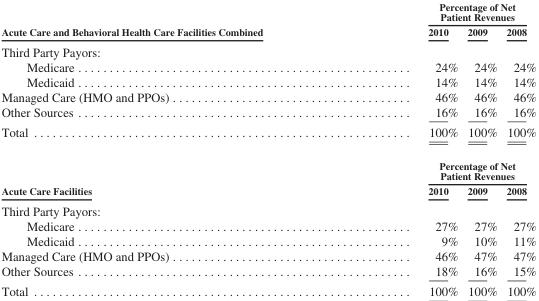 Percentage of Net
Patient Revenues
Acute Care and Behavioral Health Care Facilities Combined 2010 2009 2008
Third Party Payors:
Medicare . . . . . . . . . . . . . . . . . . . . . . . . . . . . . . . . . . . . . . . . . . . . . . . . . . . . . 24% 24% 24%
Medicaid . . . . . . . . . . . . . . . . . . . . . . . . . . . . . . . . . . . . . . . . . . . . . . . . . . . . . 14% 14% 14%
Managed Care (HMO and PPOs) . . . . . . . . . . . . . . . . . . . . . . . . . . . . . . . . . . . . . . 46% 46% 46%
Other Sources . . . . . . . . . . . . . . . . . . . . . . . . . . . . . . . . . . . . . . . . . . . . . . . . . . . . . 16% 16% 16%
Total . . . . . . . . . . . . . . . . . . . . . . . . . . . . . . . . . . . . . . . . . . . . . . . . . . . . . . . . . . . . 100% 100% 100%
Percentage of Net
Patient Revenues
Acute Care Facilities 2010 2009 2008
Third Party Payors:
Medicare . . . . . . . . . . . . . . . . . . . . . . . . . . . . . . . . . . . . . . . . . . . . . . . . . . . . . 27% 27% 27%
Medicaid . . . . . . . . . . . . . . . . . . . . . . . . . . . . . . . . . . . . . . . . . . . . . . . . . . . . . 9% 10% 11%
Managed Care (HMO and PPOs) . . . . . . . . . . . . . . . . . . . . . . . . . . . . . . . . . . . . . . 46% 47% 47%
Other Sources . . . . . . . . . . . . . . . . . . . . . . . . . . . . . . . . . . . . . . . . . . . . . . . . . . . . . 18% 16% 15%
Total . . . . . . . . . . . . . . . . . . . . . . . . . . . . . . . . . . . . . . . . . . . . . . . . . . . . . . . . . . . . 100% 100% 100%